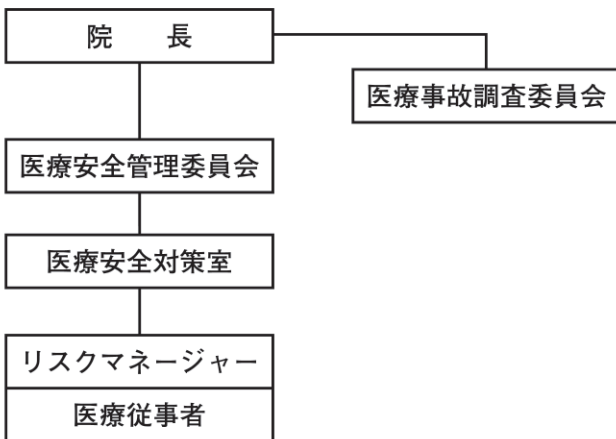 院　　長
医療事故調査委員会
医療安全管理委員会
医療安全対策室
リスクマネージャー
医療従事者